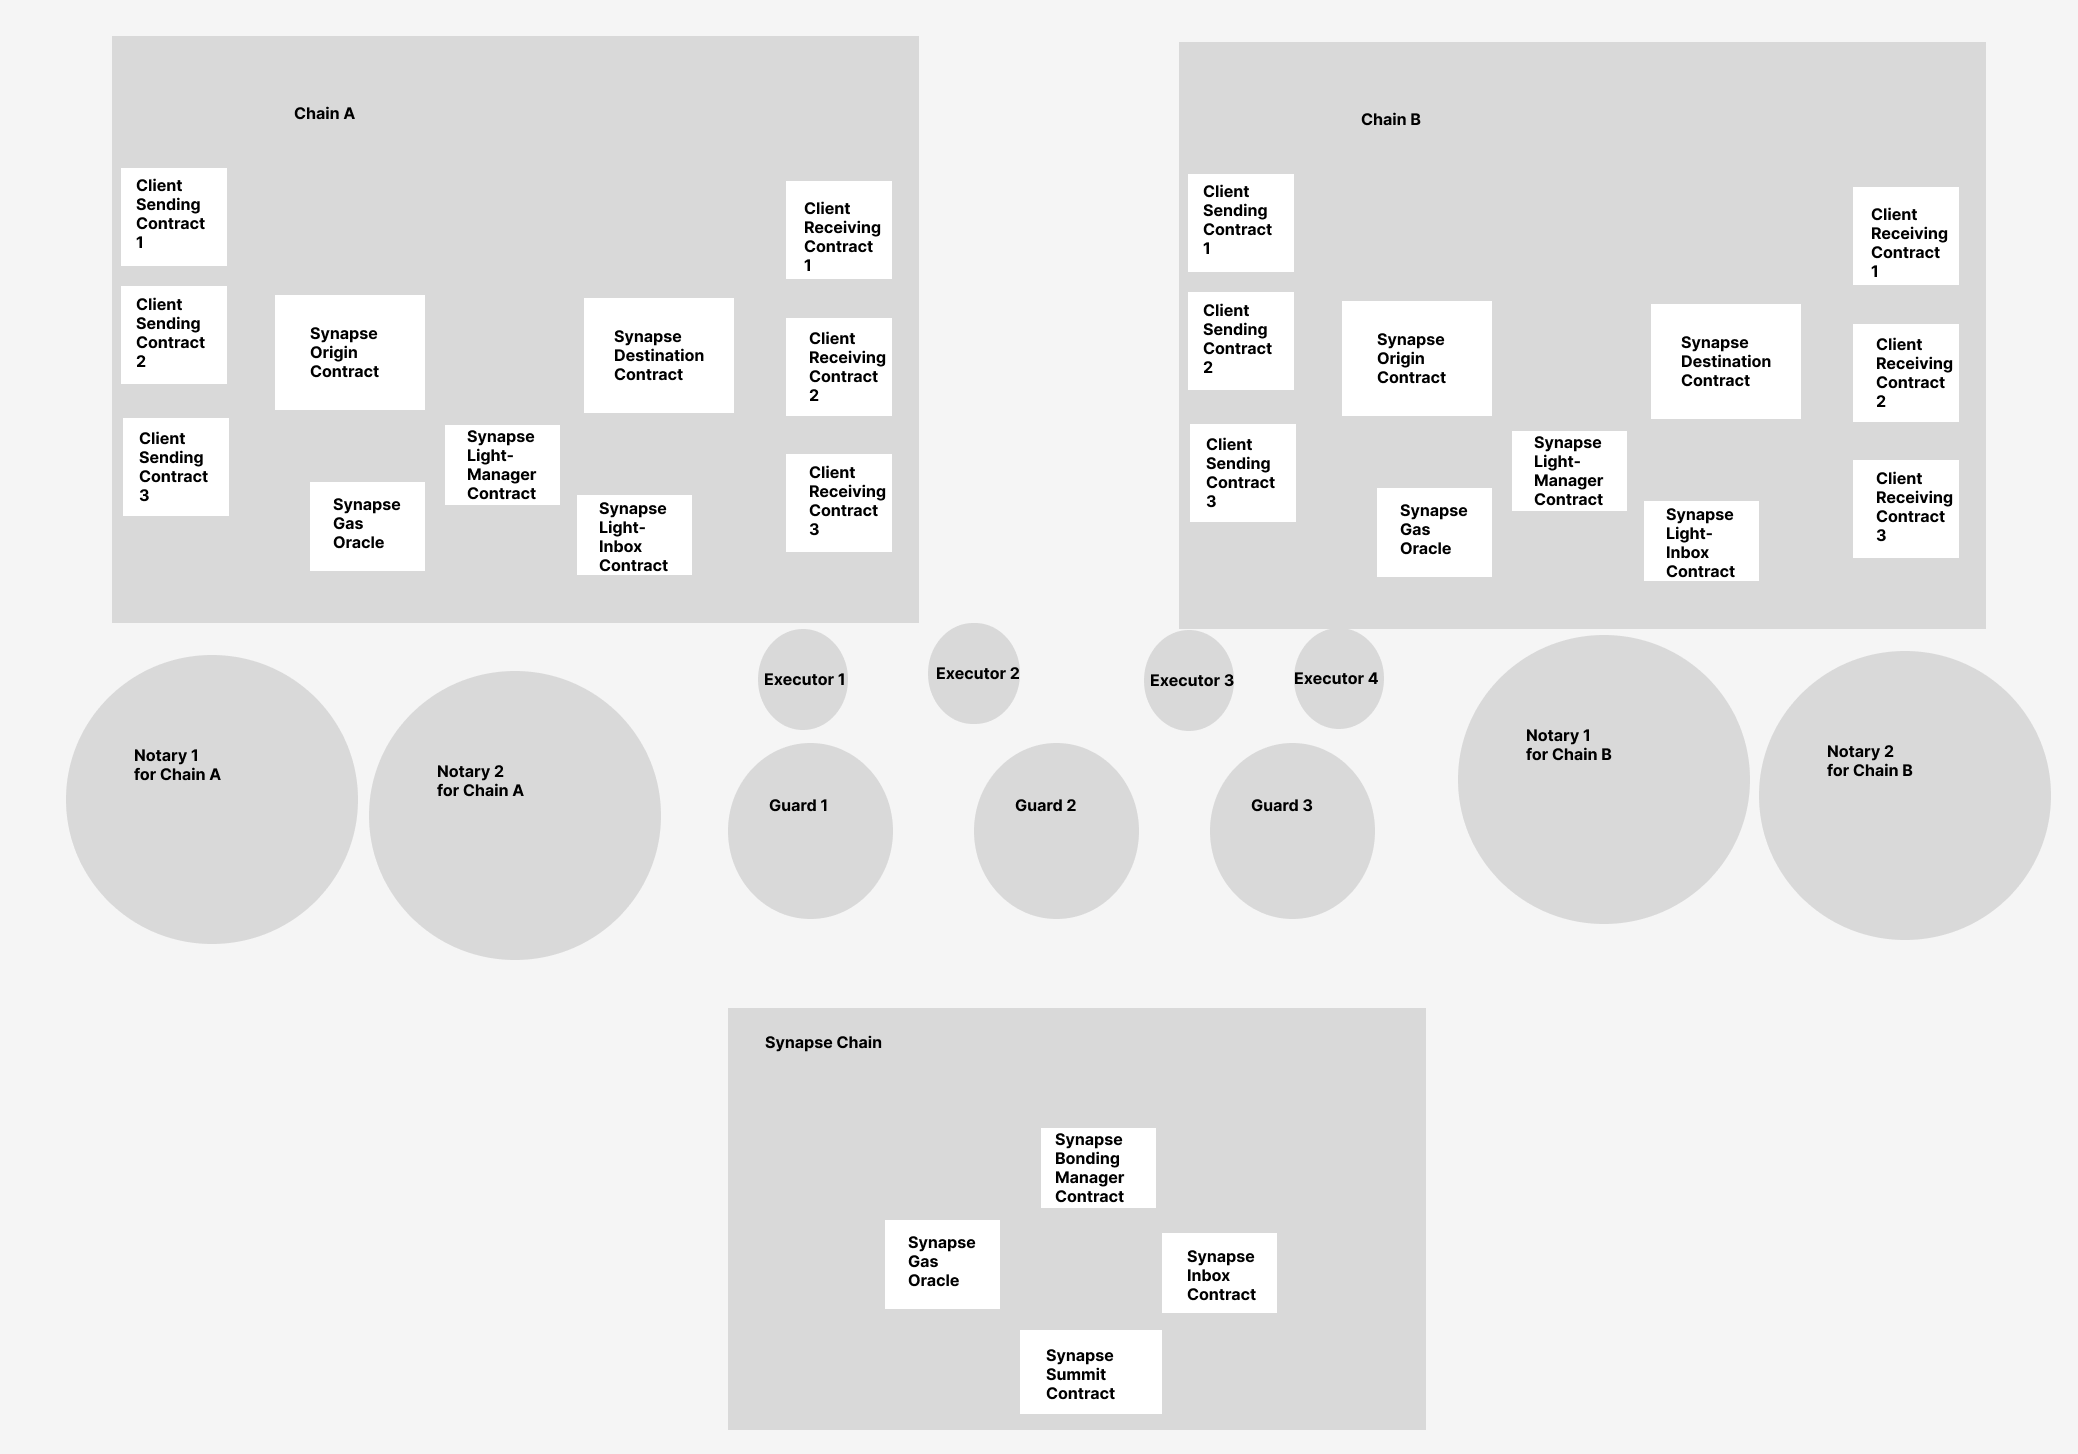 Chain A
Client
Sending
Contract
1
Client
Sending
Contract
2
Client
Sending
Contract
3
Synapse
Origin
Contract
Synapse
Gas
Oracle
Synapse
Light-
Manager
Contract
Synapse
Destination
Contract
Synapse
Light-
Inbox
Contract
Client
Receiving
Contract
1
Client
Receiving
Contract
2
Client
Receiving
Contract
3
Chain B
Client
Sending
Contract
1
Client
Sending
Contract
2
Client
Sending
Contract
3
Synapse
Origin
Contract
Synapse
Gas
Oracle
Synapse
Light-
Manager
Contract
Synapse
Destination
Contract
Synapse
Light-
Inbox
Contract
Client
Receiving
Contract
1
Client
Receiving
Contract
2
Client
Receiving
Contract
3
Executor 1
Executor 2
Executor 3
Executor 4
Notary 1
for Chain A
Notary 2
for Chain A
Guard 1
Guard 2
Guard 3
Notary 1
for Chain B
Notary 2
for Chain B
Synapse Chain
Synapse
Bonding
Manager
Contract
Synapse
Gas
Oracle
Synapse
Inbox
Contract
Synapse
Summit
Contract